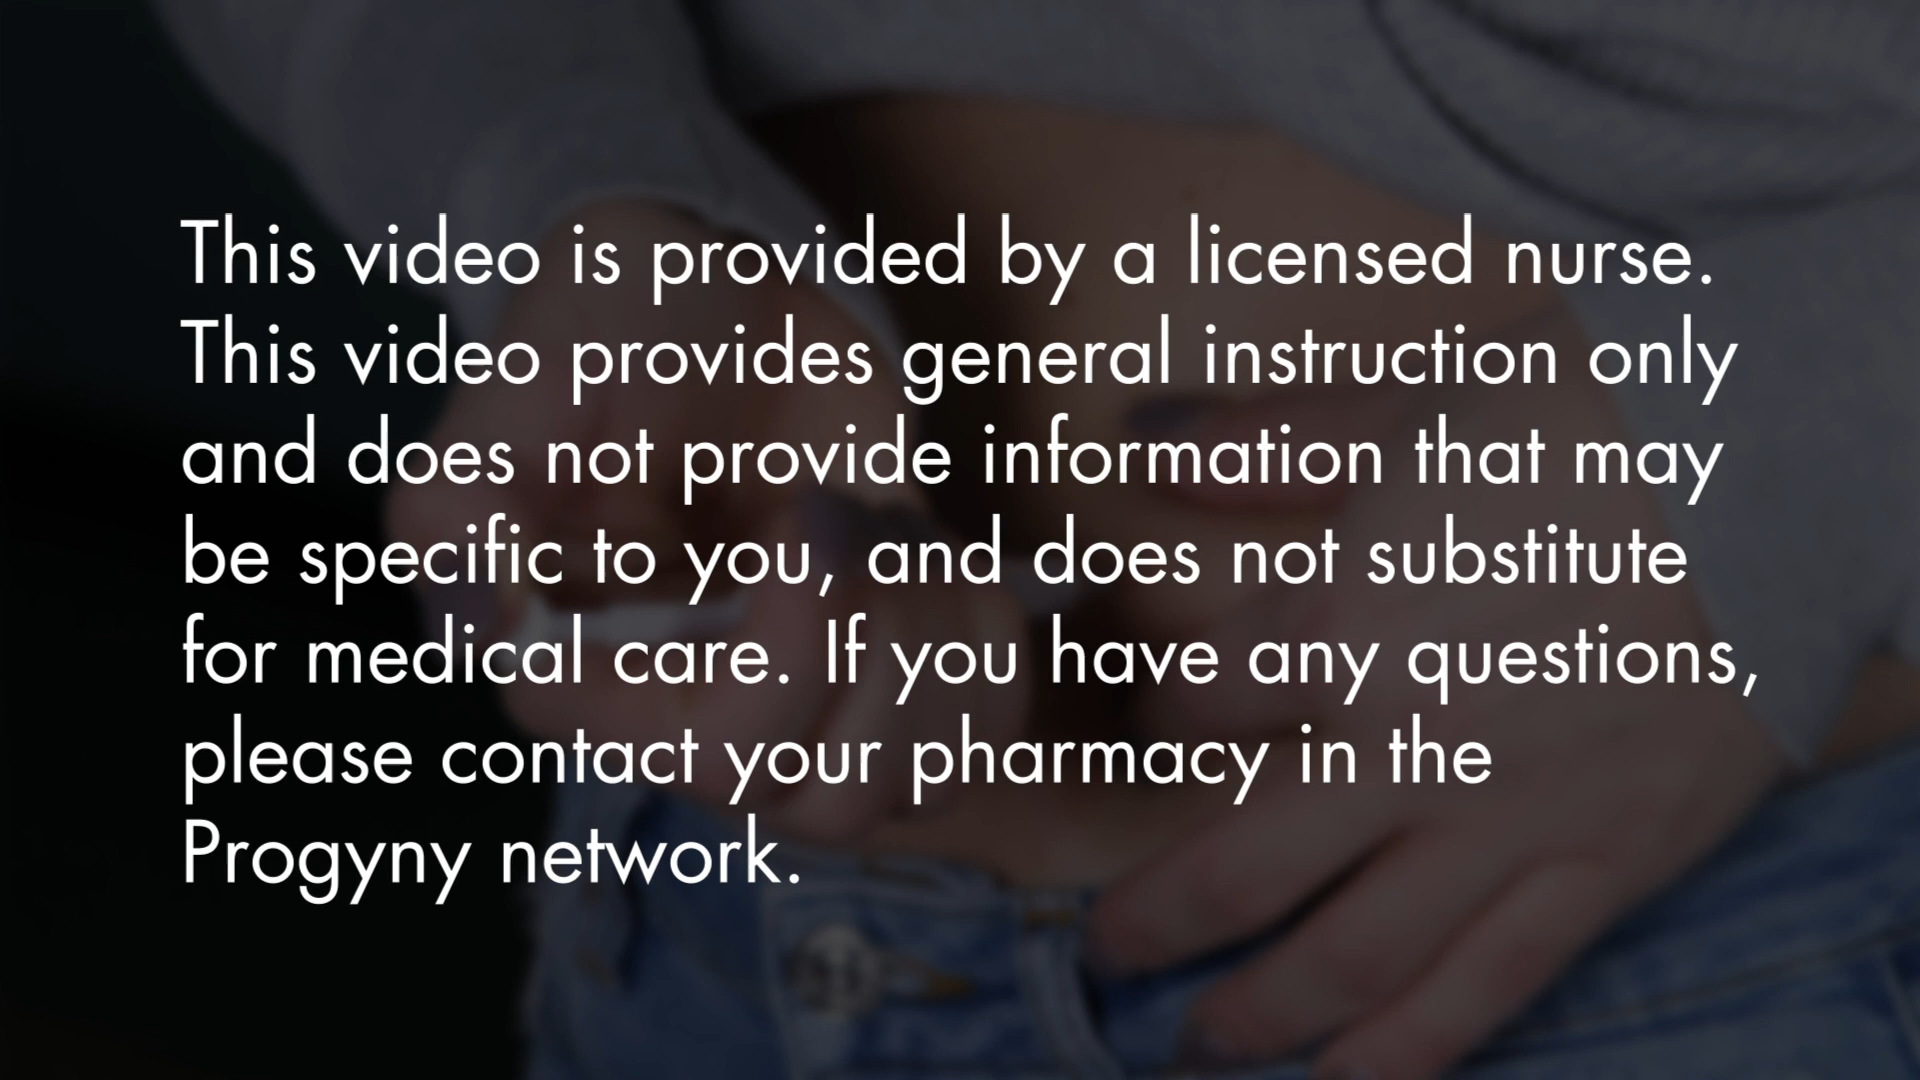 This video is provided by a licensed nurse.
This video provides general instruction only
and does not provide information that may
be specific to you, and does not substitute
for medical care. If you have any questions,
please contact your pharmacy in the
Progyny network.